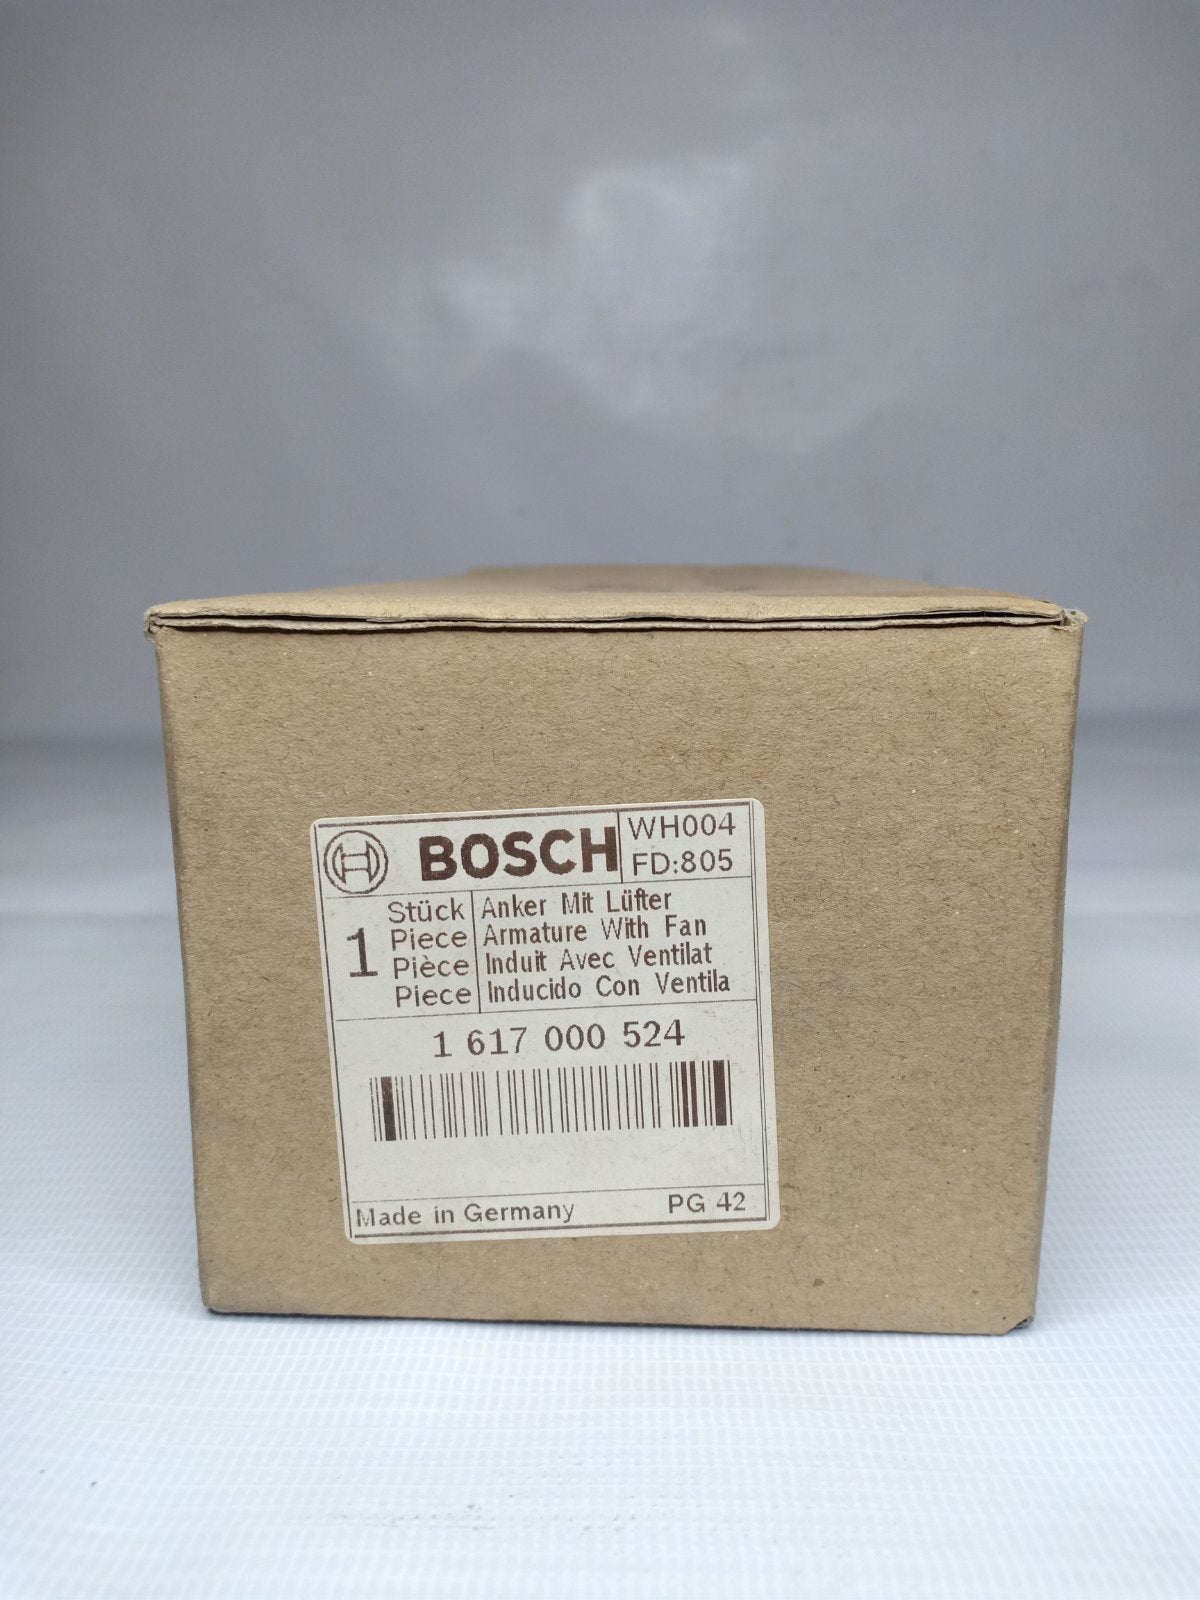 BOSCH
WH004
FD:805
1
Stück
Piece
Pièce
Piece
Anker Mit Lüfter
Armature With Fan
Induit Avec Ventilat
Inducido Con Ventila
1 617 000 524
Made in Germany
PG 42